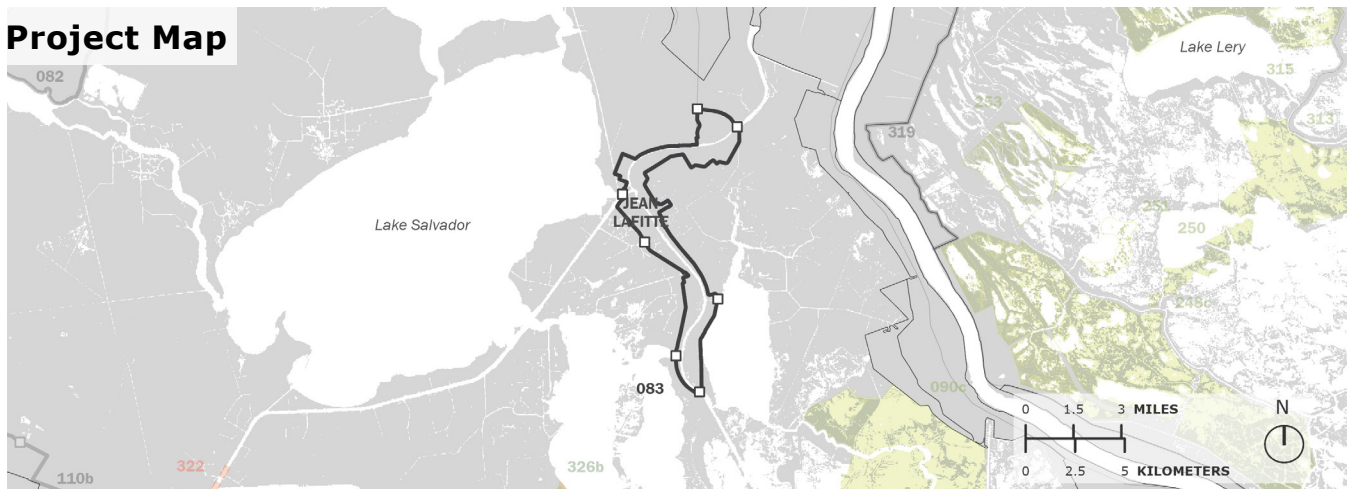 Project Map
082
Lake Lery
315
253
313
319
JEAN
LAFITTE
Lake Salvador
251
250
248c
083
090c
0 1.5 3 MILES
N
0 2.5 5 KILOMETERS
322
326b
110b